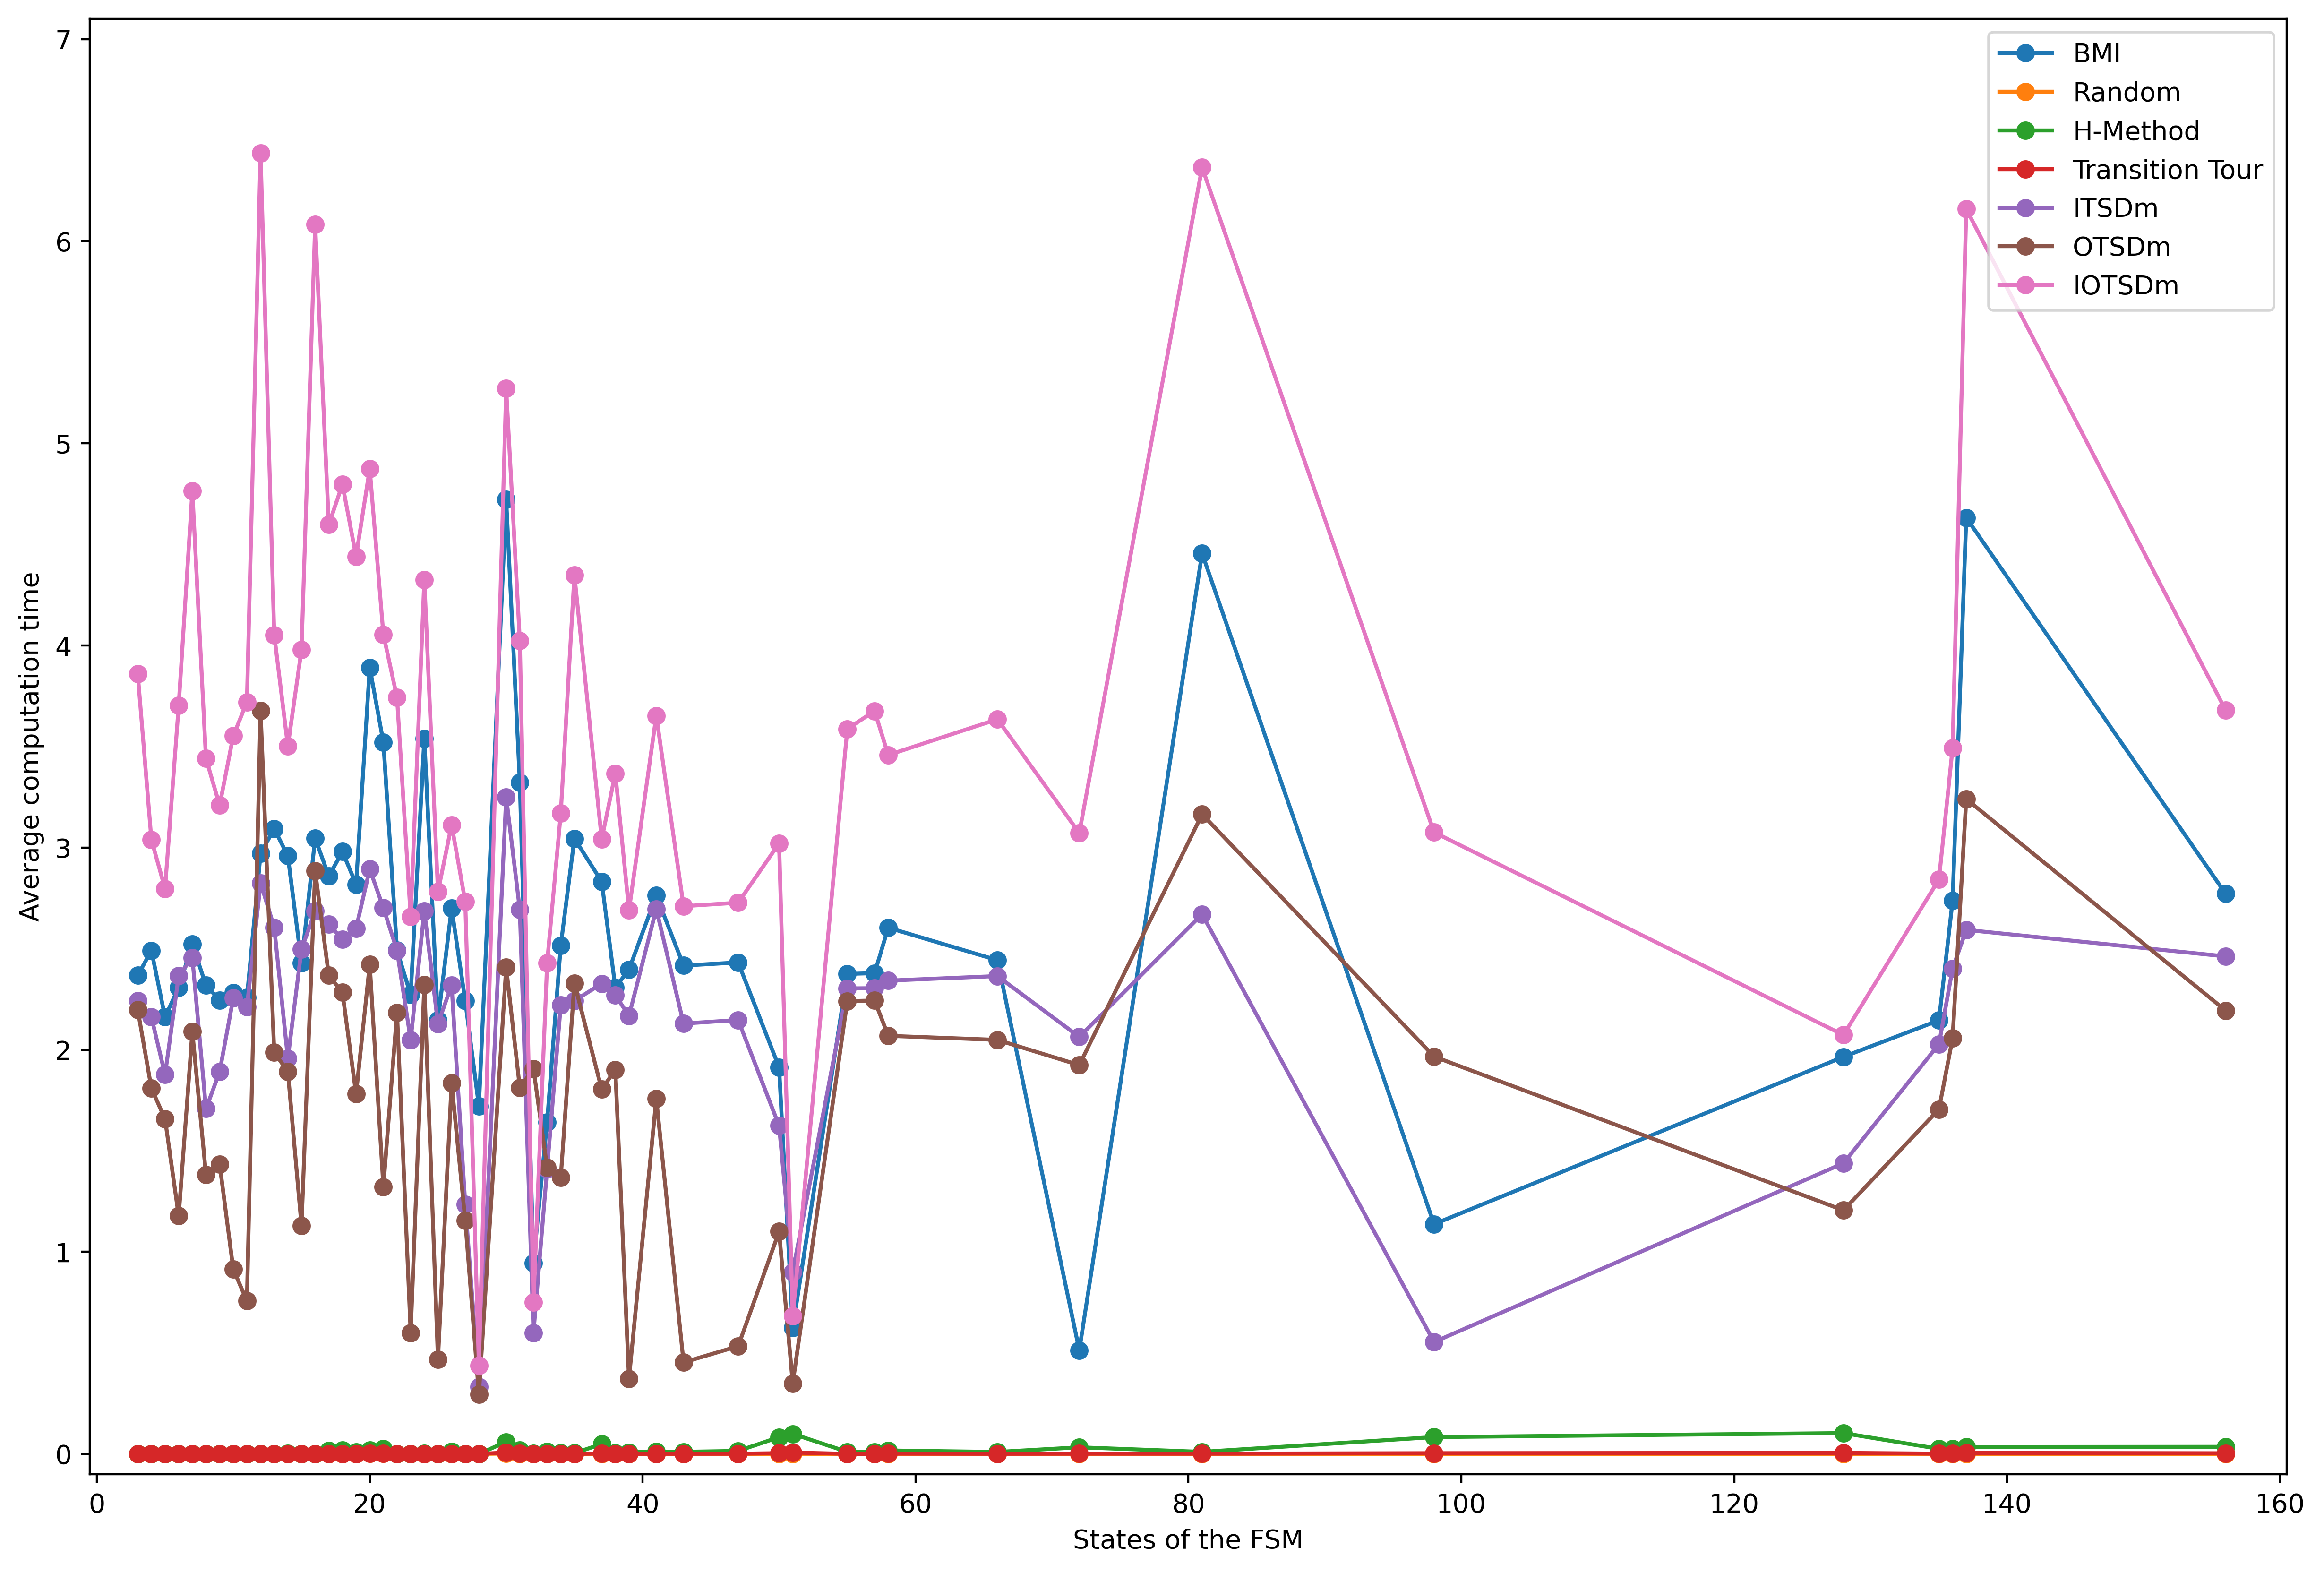 7
6
5
4
3
2
1
0
Average computation time
0
20
40
60
80
100
120
140
160
States of the FSM
BMI
Random
H-Method
Transition Tour
ITSDm
OTSDm
IOTSDm